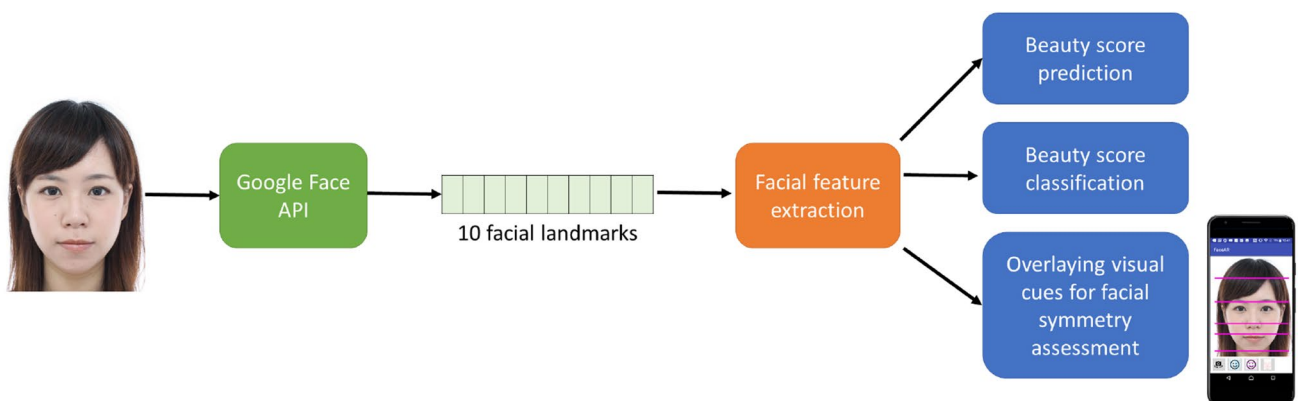 Google Face
API
10 facial landmarks
Facial feature
extraction
Beauty score
prediction
Beauty score
classification
Overlaying visual
cues for facial
symmetry
assessment